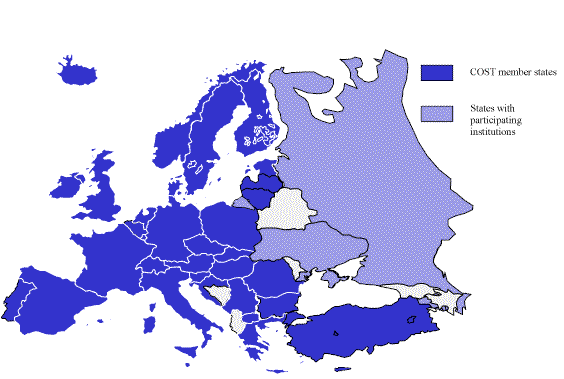 COST member states
States with
participating
institutions